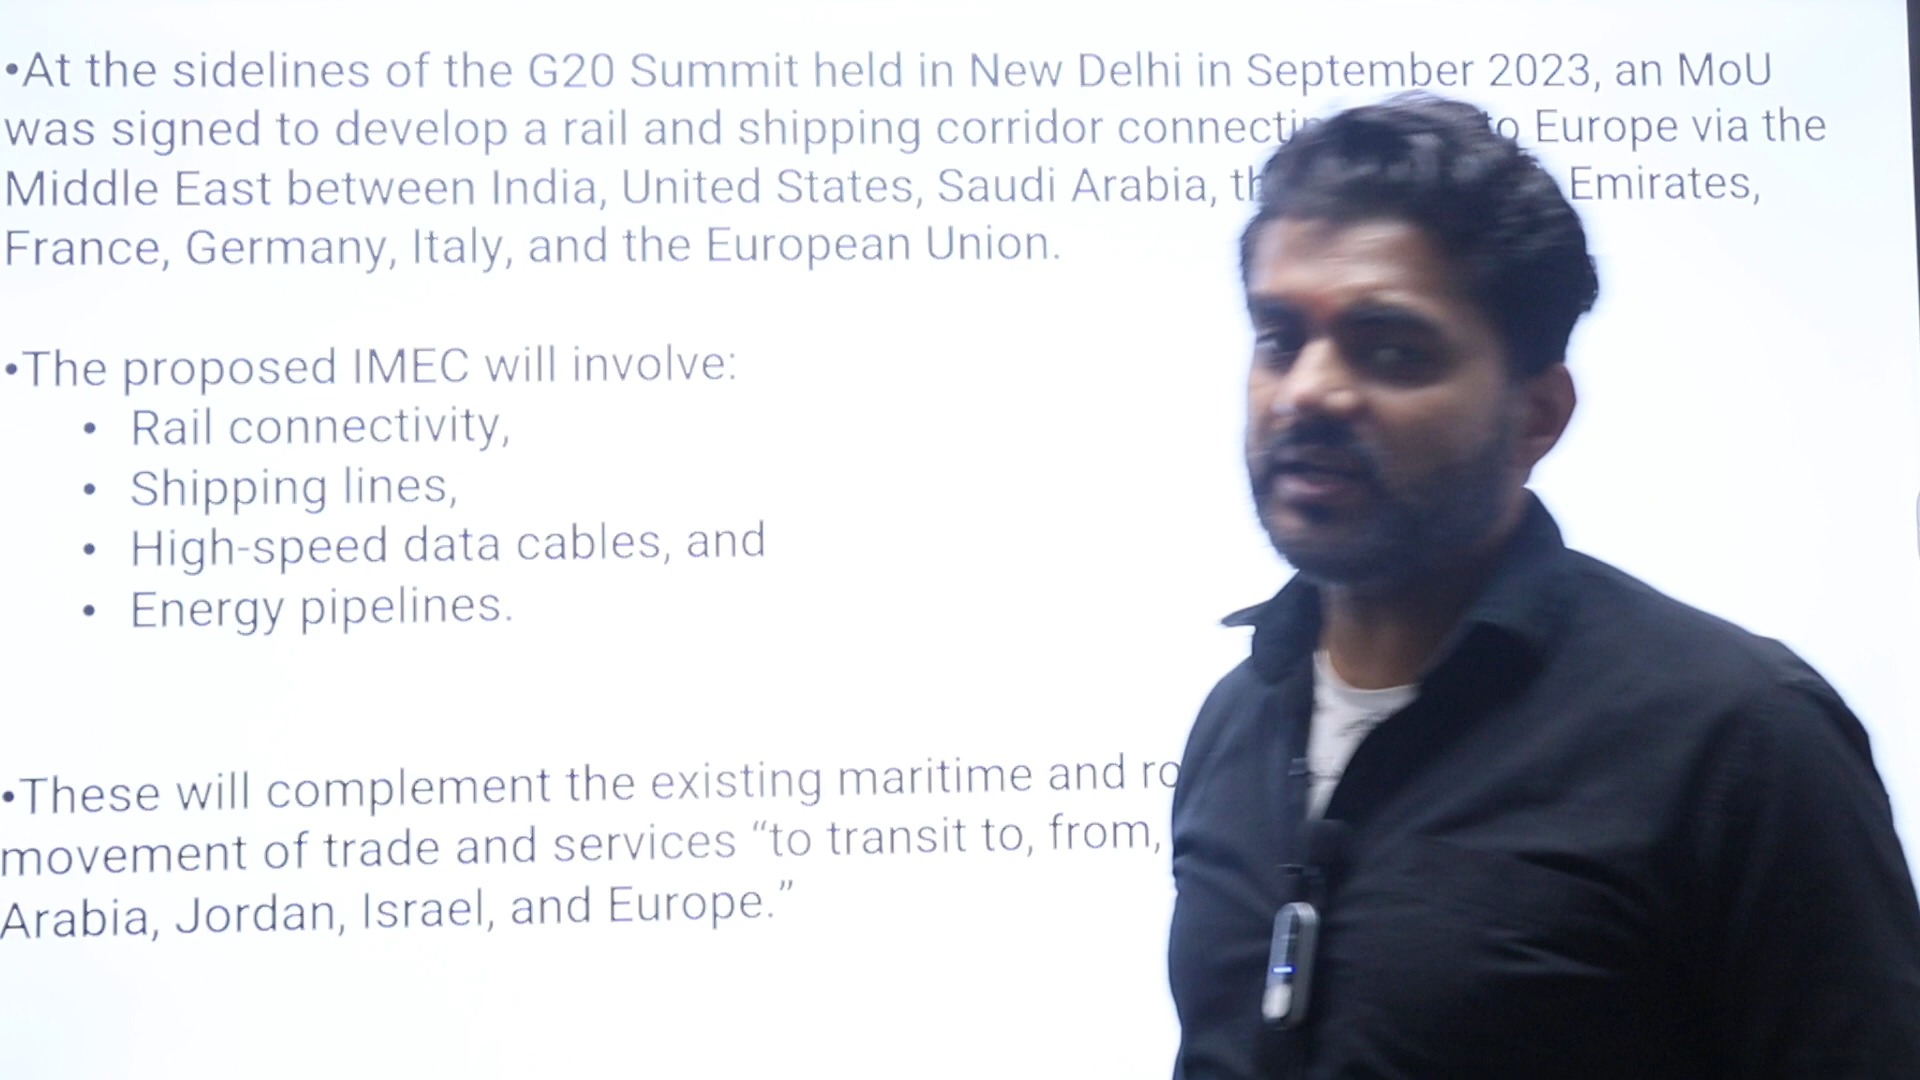 •At the sidelines of the G20 Summit held in New Delhi in September 2023, an MoU
was signed to develop a rail and shipping corridor to Europe via the
Middle East between India, United States, Saudi Arabia, Emirates,
France, Germany, Italy, and the European Union.
•The proposed IMEC will involve:
• Rail connectivity,
• Shipping lines,
• High-speed data cables, and
• Energy pipelines.
•These will complement the existing maritime and
movement of trade and services “to transit to, from,
Arabia, Jordan, Israel, and Europe.”